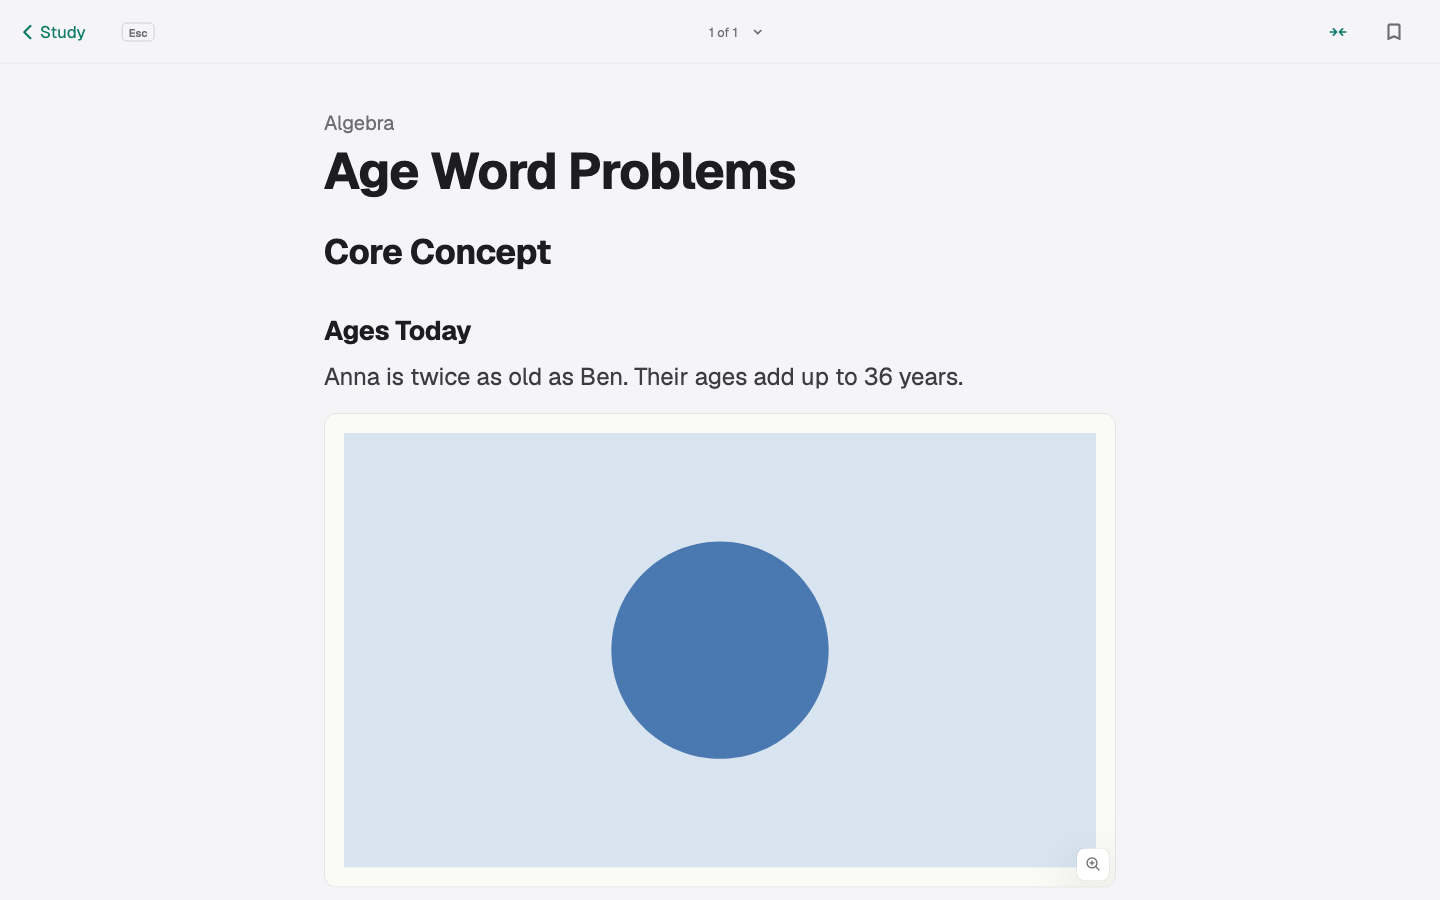 Study
Esc
1 of 1
Algebra
Age Word Problems
Core Concept
Ages Today
Anna is twice as old as Ben. Their ages add up to 36 years.